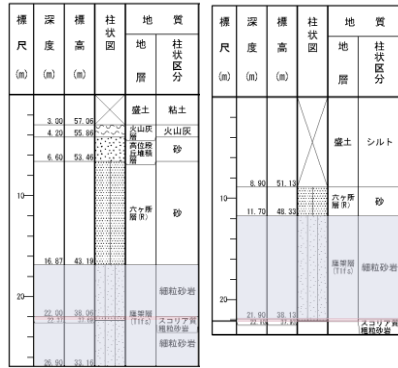 標尺(m) 深度(m) 標高(m) 柱状図 地質
地層 柱状区分
盛土 粘土
3.00 57.06
火山灰層 火山灰
4.20 55.86
高位段丘堆積層 砂
6.60 53.46
10
六ヶ所層(R) 砂
16.87 43.19
細粒砂岩
20
22.00 38.06
鷹架層(T1fs) スコリア質粗粒砂岩
細粒砂岩
26.90 33.16
標尺(m) 深度(m) 標高(m) 柱状図 地質
地層 柱状区分
盛土 シルト
8.90 51.13
10
六ヶ所層(R) 砂
11.70 48.33
鷹架層(T1fs) 細粒砂岩
20
21.90 38.13
スコリア質粗粒砂岩